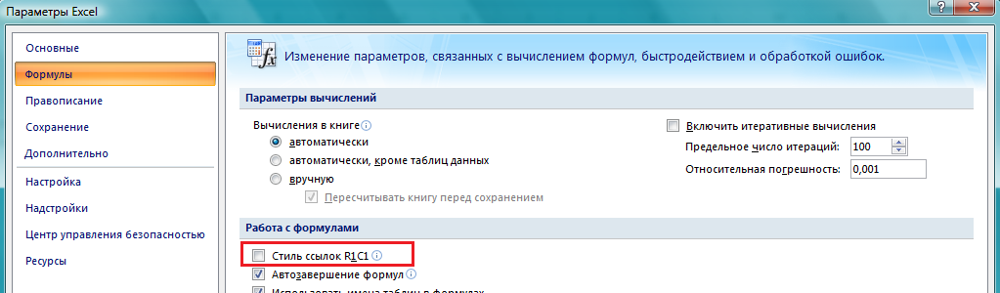 Параметры Excel
Основные
Формулы
Правописание
Сохранение
Дополнительно
Настройка
Надстройки
Центр управления безопасностью
Ресурсы
Изменение параметров, связанных с вычислением формул, быстродействием и обработкой ошибок.
Параметры вычислений
Вычисления в книге
автоматически
автоматически, кроме таблиц данных
вручную
Пересчитывать книгу перед сохранением
Включить итеративные вычисления
Предельное число итераций: 100
Относительная погрешность: 0,001
Работа с формулами
Стиль ссылок R1C1
Автозавершение формул
Использовать имена таблиц в формулах